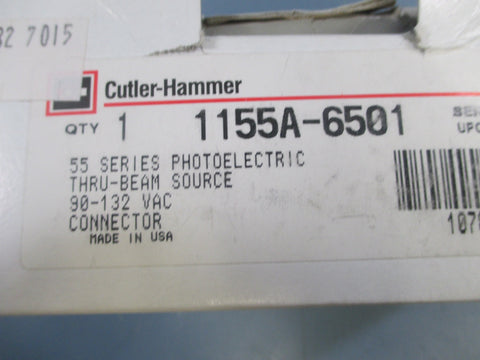 32 7015
Cutler-Hammer
QTY 1 1155A-6501
55 SERIES PHOTOELECTRIC
THRU-BEAM SOURCE
90-132 VAC
CONNECTOR
MADE IN USA